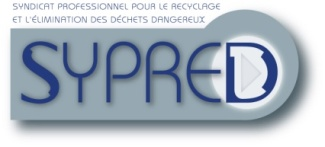 SYNDICAT PROFESSIONNEL POUR LE RECYCLAGE
ET L'ÉLIMINATION DES DÉCHETS DANGEREUX
SYPRED